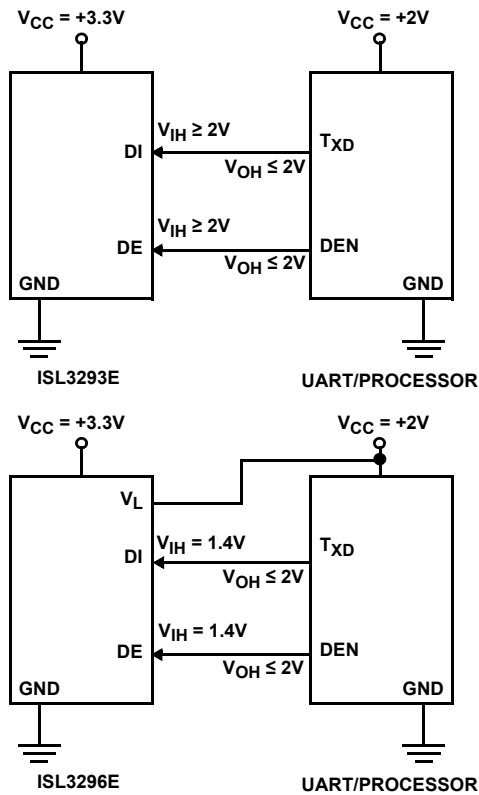 VCC = +3.3V
VCC = +2V
DI
VIH ≥ 2V
VOH ≤ 2V
TXD
DE
VIH ≥ 2V
VOH ≤ 2V
DEN
GND
GND
ISL3293E
UART/PROCESSOR
VCC = +3.3V
VCC = +2V
VL
DI
VIH = 1.4V
VOH ≤ 2V
TXD
DE
VIH = 1.4V
VOH ≤ 2V
DEN
GND
GND
ISL3296E
UART/PROCESSOR